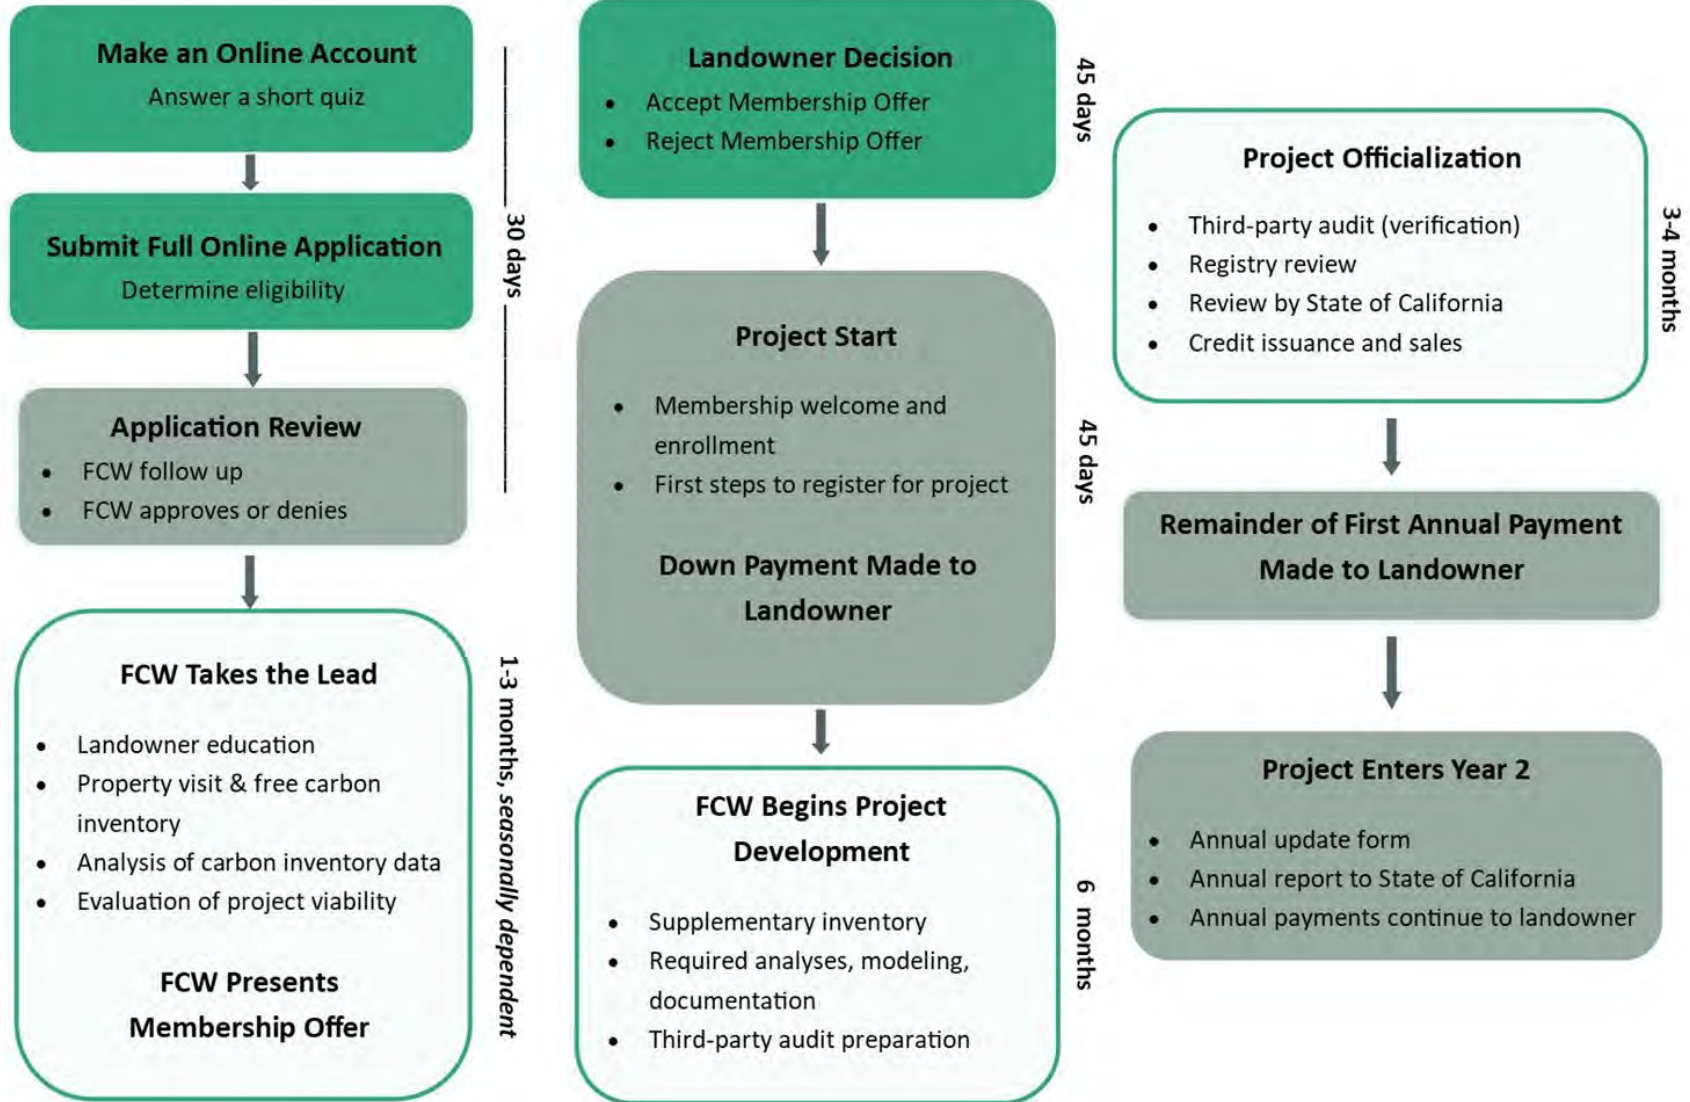 Make an Online Account
Answer a short quiz
Submit Full Online Application
Determine eligibility
Application Review
• FCW follow up
• FCW approves or denies
30 days
FCW Takes the Lead
• Landowner education
• Property visit & free carbon
inventory
• Analysis of carbon inventory data
• Evaluation of project viability
FCW Presents
Membership Offer
1-3 months, seasonally dependent
Landowner Decision
• Accept Membership Offer
• Reject Membership Offer
45 days
Project Start
• Membership welcome and
enrollment
• First steps to register for project
Down Payment Made to
Landowner
45 days
FCW Begins Project
Development
• Supplementary inventory
• Required analyses, modeling,
documentation
• Third-party audit preparation
6 months
Project Officialization
• Third-party audit (verification)
• Registry review
• Review by State of California
• Credit issuance and sales
3-4 months
Remainder of First Annual Payment
Made to Landowner
Project Enters Year 2
• Annual update form
• Annual report to State of California
• Annual payments continue to landowner